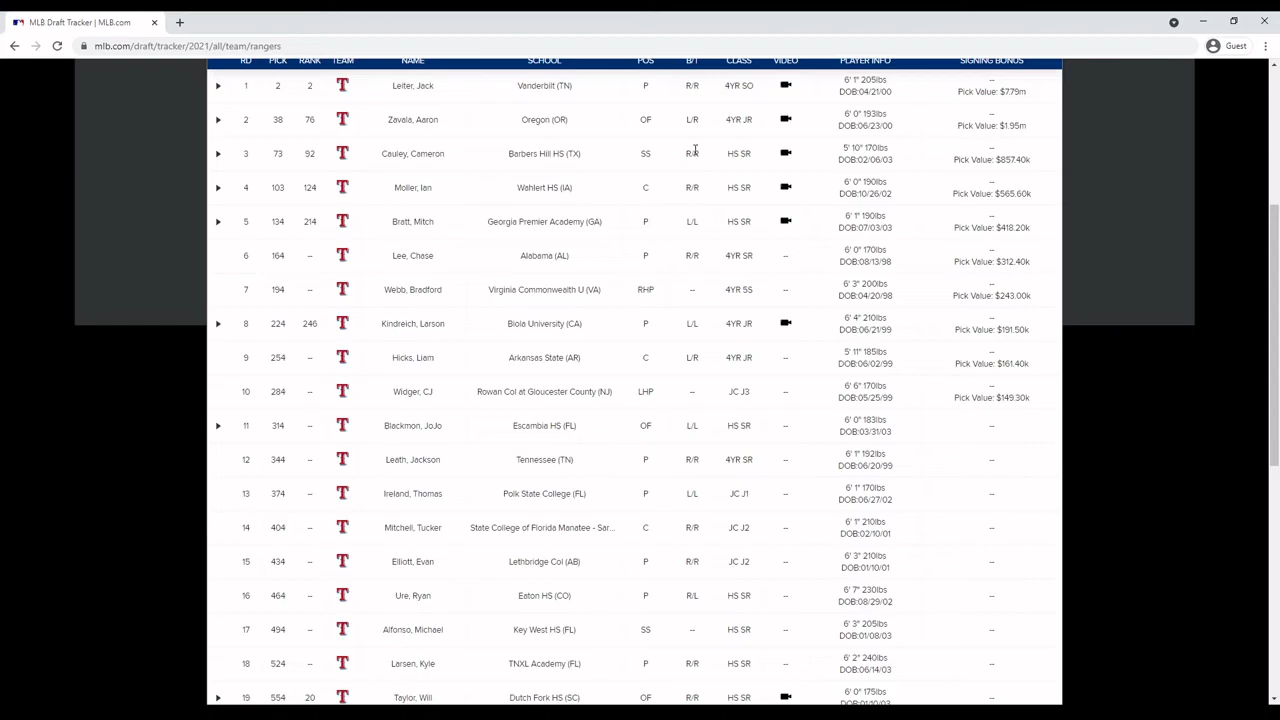 MLB Draft Tracker | MLB.com
mlb.com/draft/tracker/2021/all/team/rangers Guest
RD PICK RANK TEAM NAME SCHOOL POS B/T CLASS VIDEO PLAYER INFO SIGNING BONUS
1 2 2 T Leiter, Jack Vanderbilt (TN) P R/R 4YR SO 6' 1" 205lbs --
DOB:04/21/00 Pick Value: $7.79m
2 38 76 T Zavala, Aaron Oregon (OR) OF L/R 4YR JR 6' 0" 193lbs --
DOB:06/23/00 Pick Value: $1.95m
3 73 92 T Cauley, Cameron Barbers Hill HS (TX) SS R/R HS SR 5' 10" 170lbs --
DOB:02/06/03 Pick Value: $857.40k
4 103 124 T Moller, Ian Wahlert HS (IA) C R/R HS SR 6' 0" 190lbs --
DOB:10/26/02 Pick Value: $565.60k
5 134 214 T Bratt, Mitch Georgia Premier Academy (GA) P L/L HS SR 6' 1" 190lbs --
DOB:07/03/03 Pick Value: $418.20k
6 164 -- T Lee, Chase Alabama (AL) P R/R 4YR SR -- 6' 0" 170lbs --
DOB:08/13/98 Pick Value: $312.40k
7 194 -- T Webb, Bradford Virginia Commonwealth U (VA) RHP -- 4YR 5S -- 6' 3" 200lbs --
DOB:04/20/98 Pick Value: $243.00k
8 224 246 T Kindreich, Larson Biola University (CA) P L/L 4YR JR 6' 4" 210lbs --
DOB:06/21/99 Pick Value: $191.50k
9 254 -- T Hicks, Liam Arkansas State (AR) C L/R 4YR JR -- 5' 11" 185lbs --
DOB:06/02/99 Pick Value: $161.40k
10 284 -- T Widger, CJ Rowan Col at Gloucester County (NJ) LHP -- JC J3 -- 6' 6" 170lbs --
DOB:05/25/99 Pick Value: $149.30k
11 314 -- T Blackmon, JoJo Escambia HS (FL) OF L/L HS SR -- 6' 0" 183lbs --
DOB:03/31/03
12 344 -- T Leath, Jackson Tennessee (TN) P R/R 4YR SR -- 6' 1" 192lbs --
DOB:06/20/99
13 374 -- T Ireland, Thomas Polk State College (FL) P L/L JC J1 -- 6' 1" 170lbs --
DOB:06/27/02
14 404 -- T Mitchell, Tucker State College of Florida Manatee - Sar... C R/R JC J2 -- 6' 1" 210lbs --
DOB:02/10/01
15 434 -- T Elliott, Evan Lethbridge Col (AB) P R/R JC J2 -- 6' 3" 210lbs --
DOB:01/10/01
16 464 -- T Ure, Ryan Eaton HS (CO) P R/L HS SR -- 6' 7" 230lbs --
DOB:08/29/02
17 494 -- T Alfonso, Michael Key West HS (FL) SS -- HS SR -- 6' 3" 205lbs --
DOB:01/08/03
18 524 -- T Larsen, Kyle TNXL Academy (FL) P R/R HS SR -- 6' 2" 240lbs --
DOB:06/14/03
19 554 20 T Taylor, Will Dutch Fork HS (SC) OF R/R HS SR 6' 0" 175lbs --
DOB:01/10/03